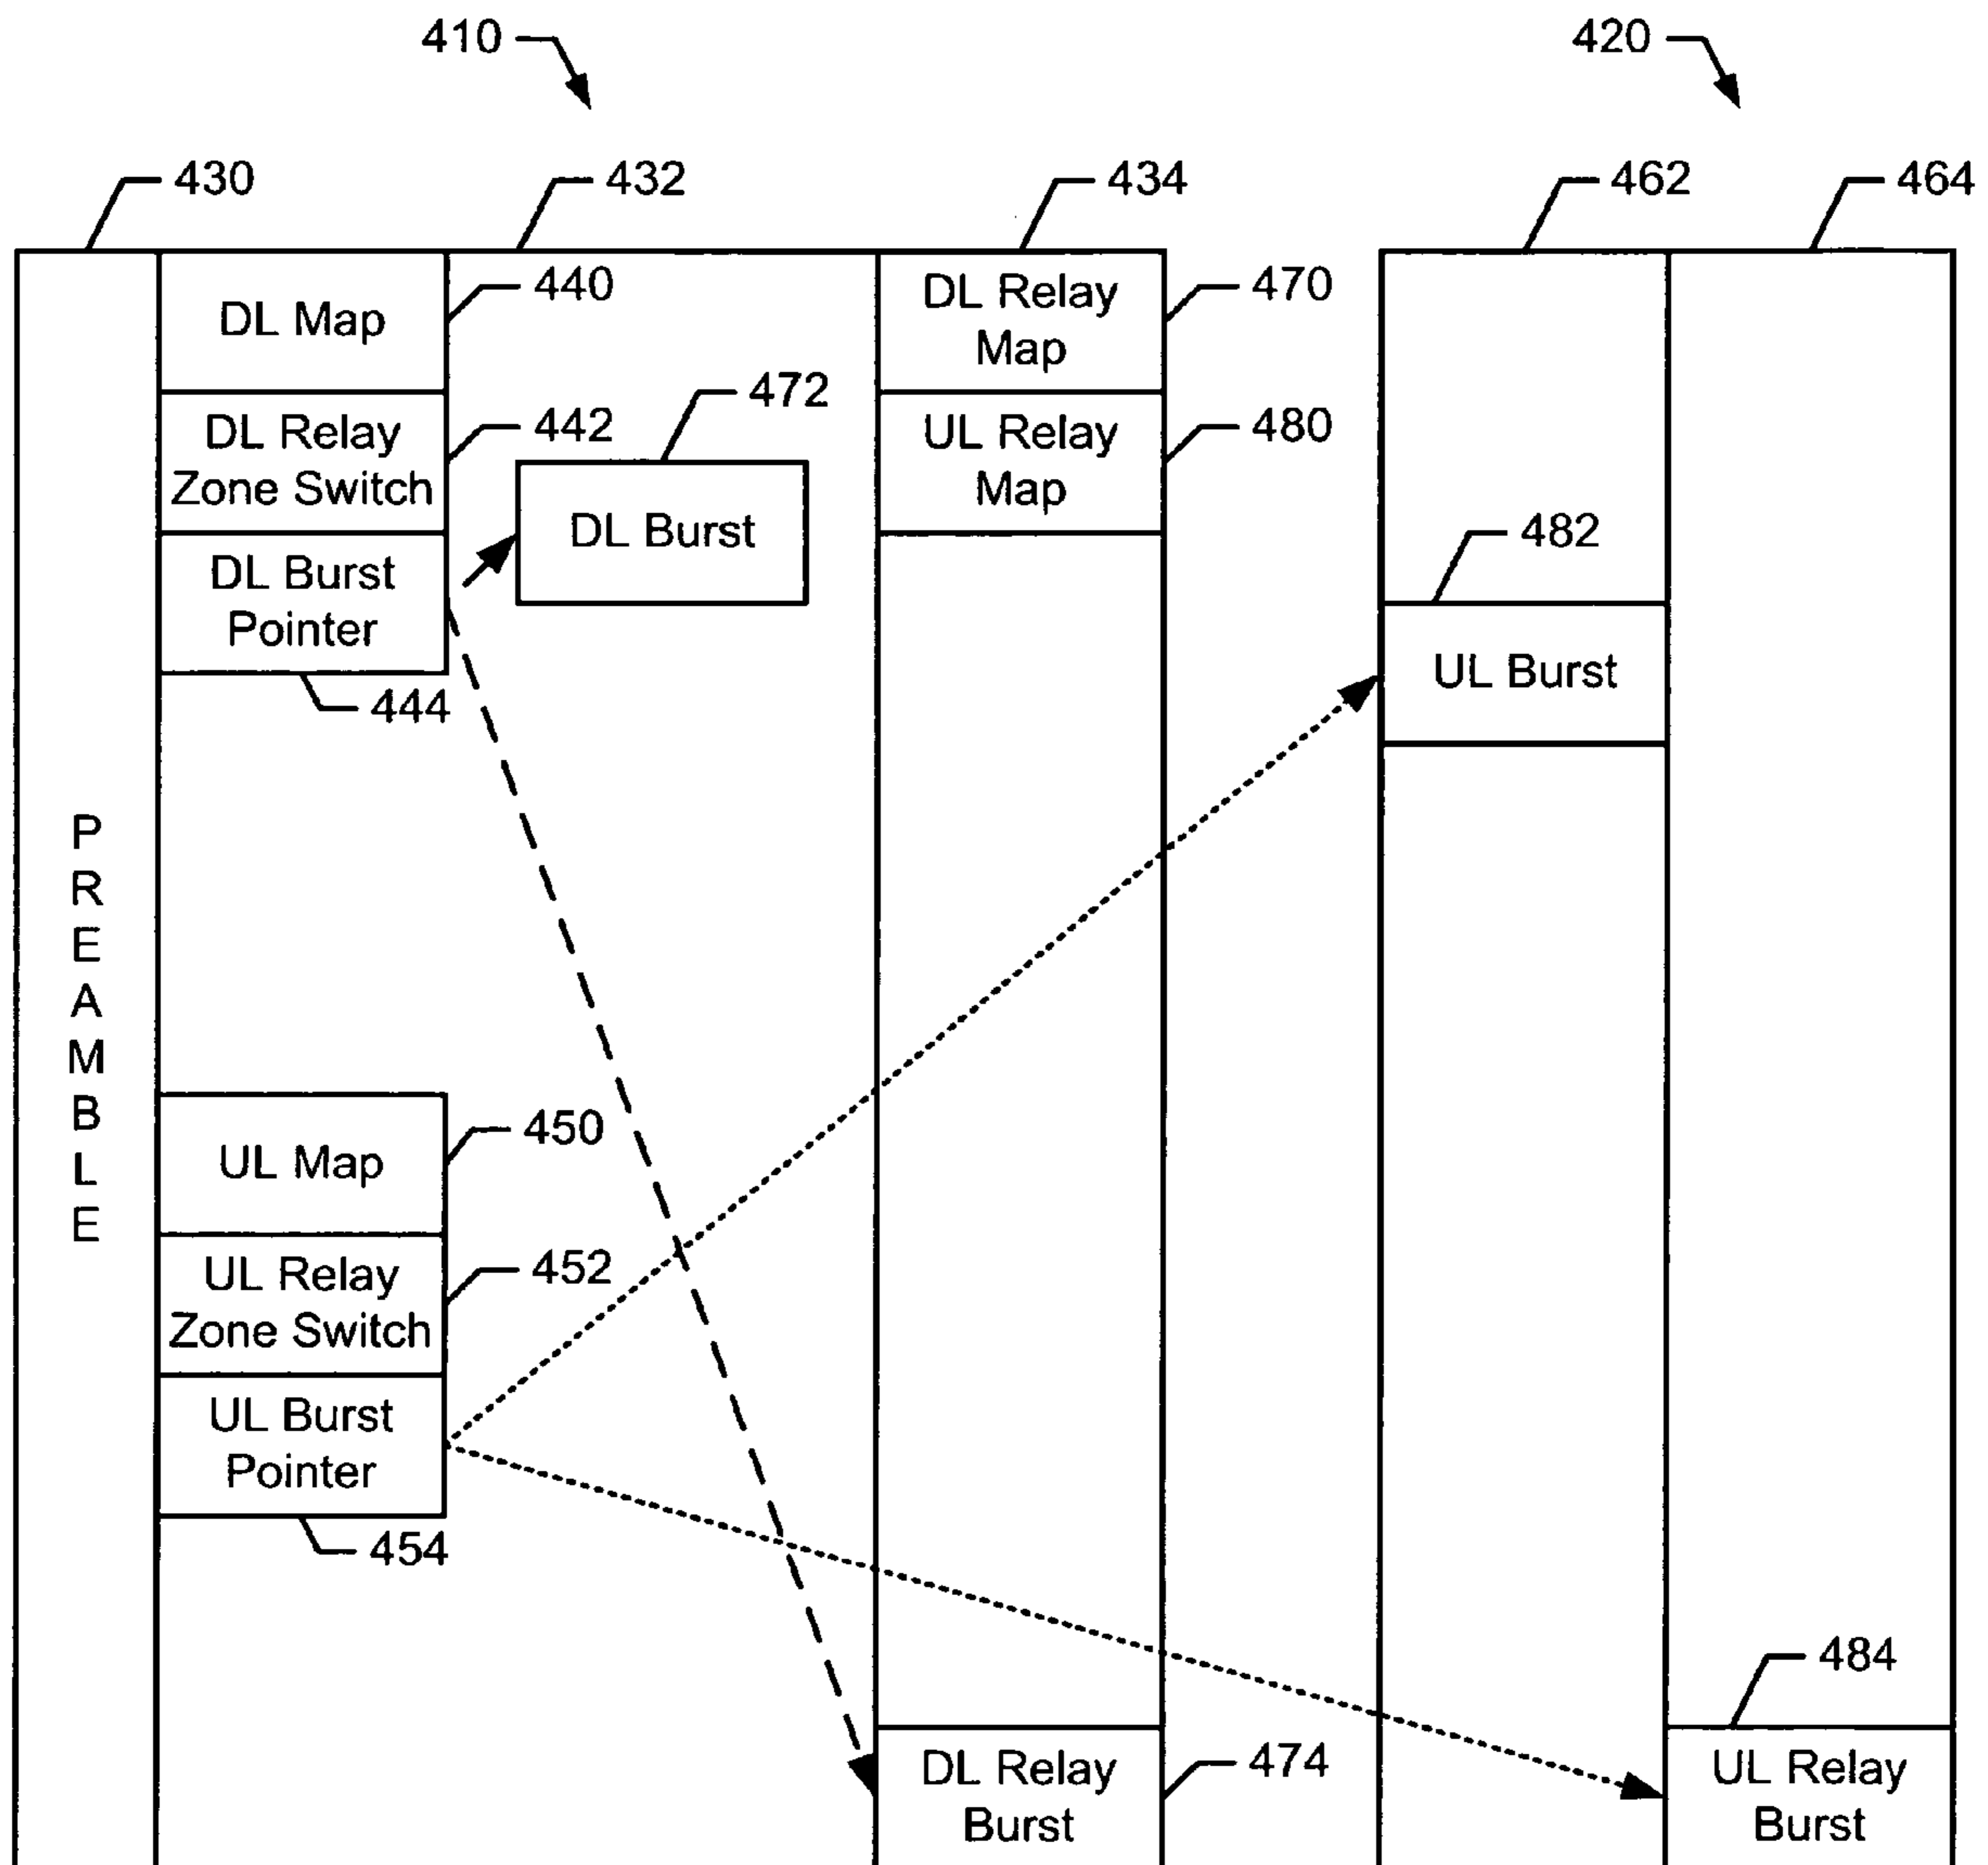 410
420
430
432
434
462
464
DL Map
440
DL Relay
Map
470
DL Relay
Zone Switch
442
472
UL Relay
Map
480
DL Burst
DL Burst
Pointer
444
482
UL Burst
PREAMBLE
UL Map
450
UL Relay
Zone Switch
452
UL Burst
Pointer
454
DL Relay
Burst
474
484
UL Relay
Burst